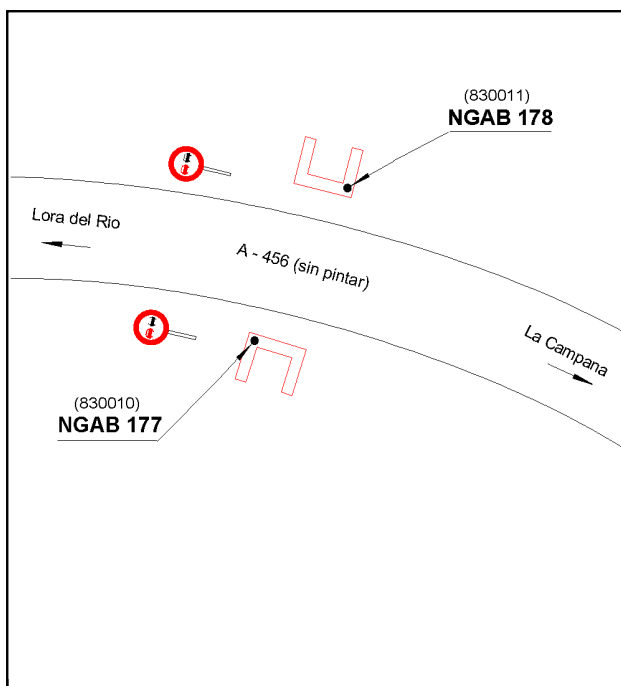 (830011)
NGAB 178
Lora del Rio
A - 456 (sin pintar)
La Campana
(830010)
NGAB 177